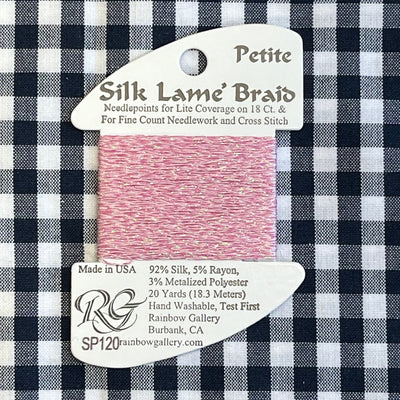 Petite
Silk Lamé Braid
Needlepoints for Lite Coverage on 18 Ct. &
For Fine Count Needlework and Cross Stitch
Made in USA
92% Silk, 5% Rayon,
3% Metalized Polyester
20 Yards (18.3 Meters)
Hand Washable, Test First
Rainbow Gallery
Burbank, CA
RG
SP120
rainbowgallery.com